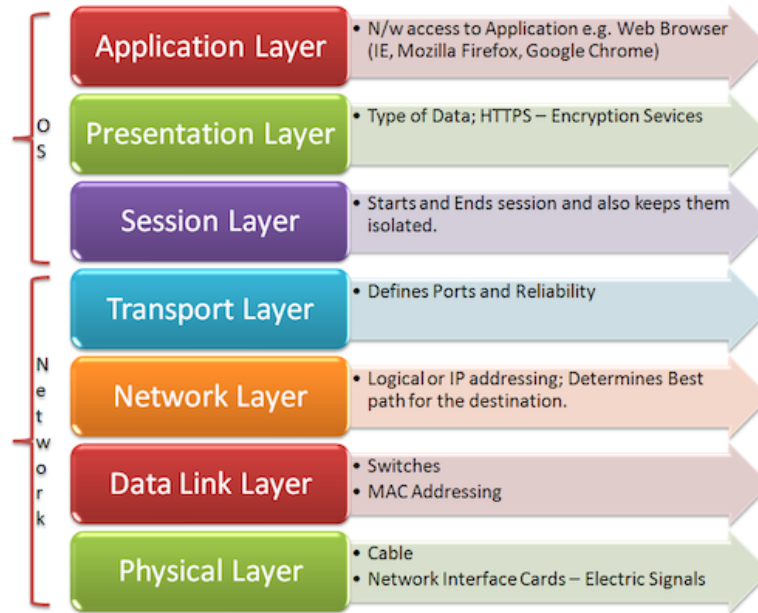 OS
Application Layer
• N/w access to Application e.g. Web Browser
(IE, Mozilla Firefox, Google Chrome)
Presentation Layer
• Type of Data; HTTPS – Encryption Sevices
Session Layer
• Starts and Ends session and also keeps them
isolated.
Network
Transport Layer
• Defines Ports and Reliability
Network Layer
• Logical or IP addressing; Determines Best
path for the destination.
Data Link Layer
• Switches
• MAC Addressing
Physical Layer
• Cable
• Network Interface Cards – Electric Signals